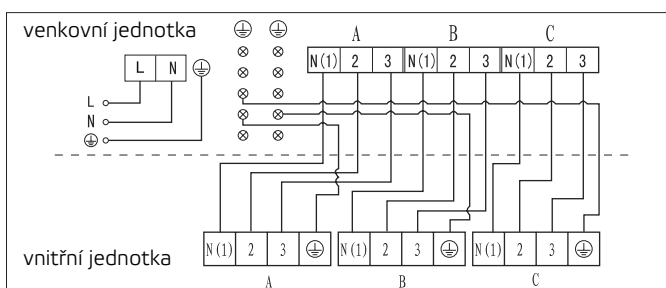 venkovní jednotka
A B C
N(1) 2 3 N(1) 2 3 N(1) 2 3
L N
L
N
N(1) 2 3 N(1) 2 3 N(1) 2 3
vnitřní jednotka
A B C